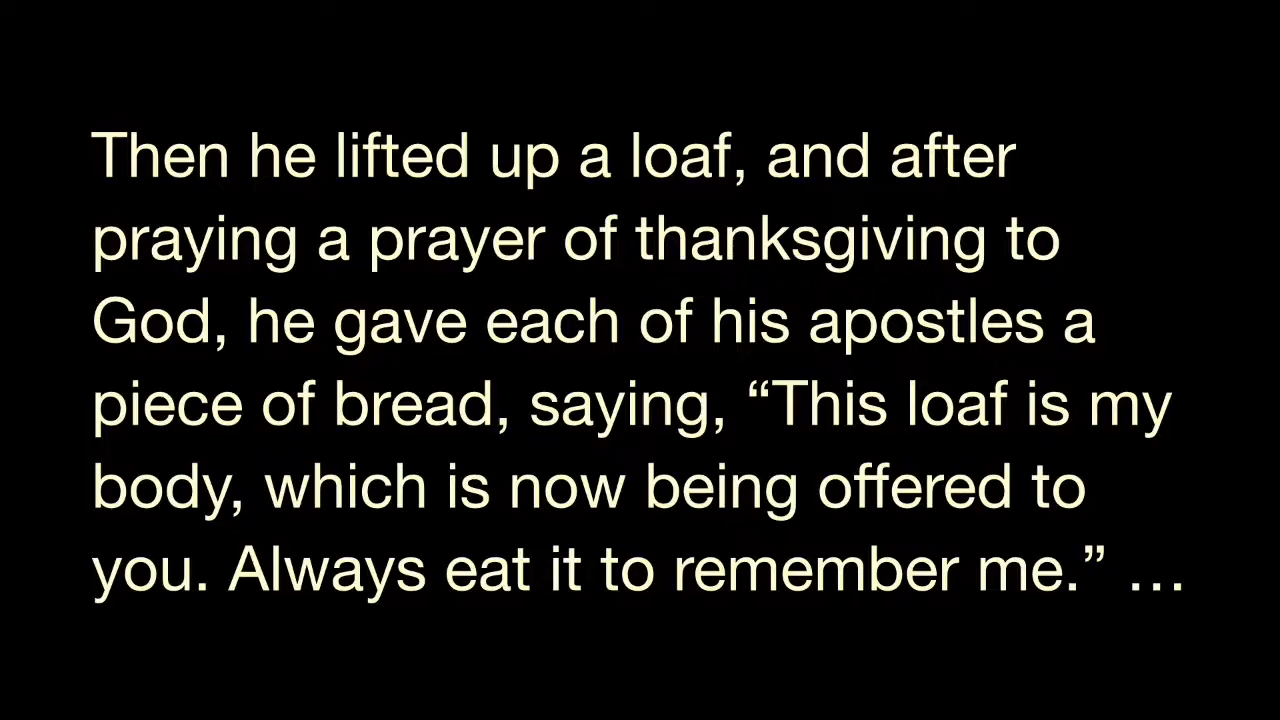 Then he lifted up a loaf, and after
praying a prayer of thanksgiving to
God, he gave each of his apostles a
piece of bread, saying, “This loaf is my
body, which is now being offered to
you. Always eat it to remember me.” …